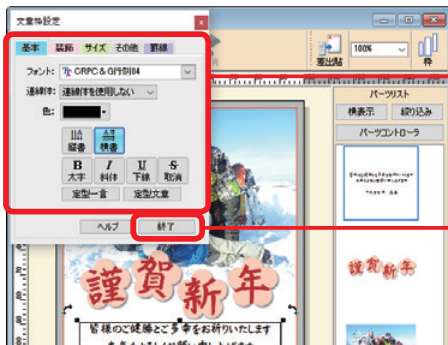 文章枠設定
基本 装飾 サイズ その他 罫線
フォント: CRPC&G行刻04
連綿体: 連綿体を使用しない
色:
縦書 横書
B I U S
太字 斜体 下線 取消
定型一言 定型文章
ヘルプ 終了
差出貼
100%
枠
パーツリスト
横表示 絞り込み
パーツコントローラ
謹賀新年
謹賀新年
皆様のご健勝とご多幸をお祈りいたします